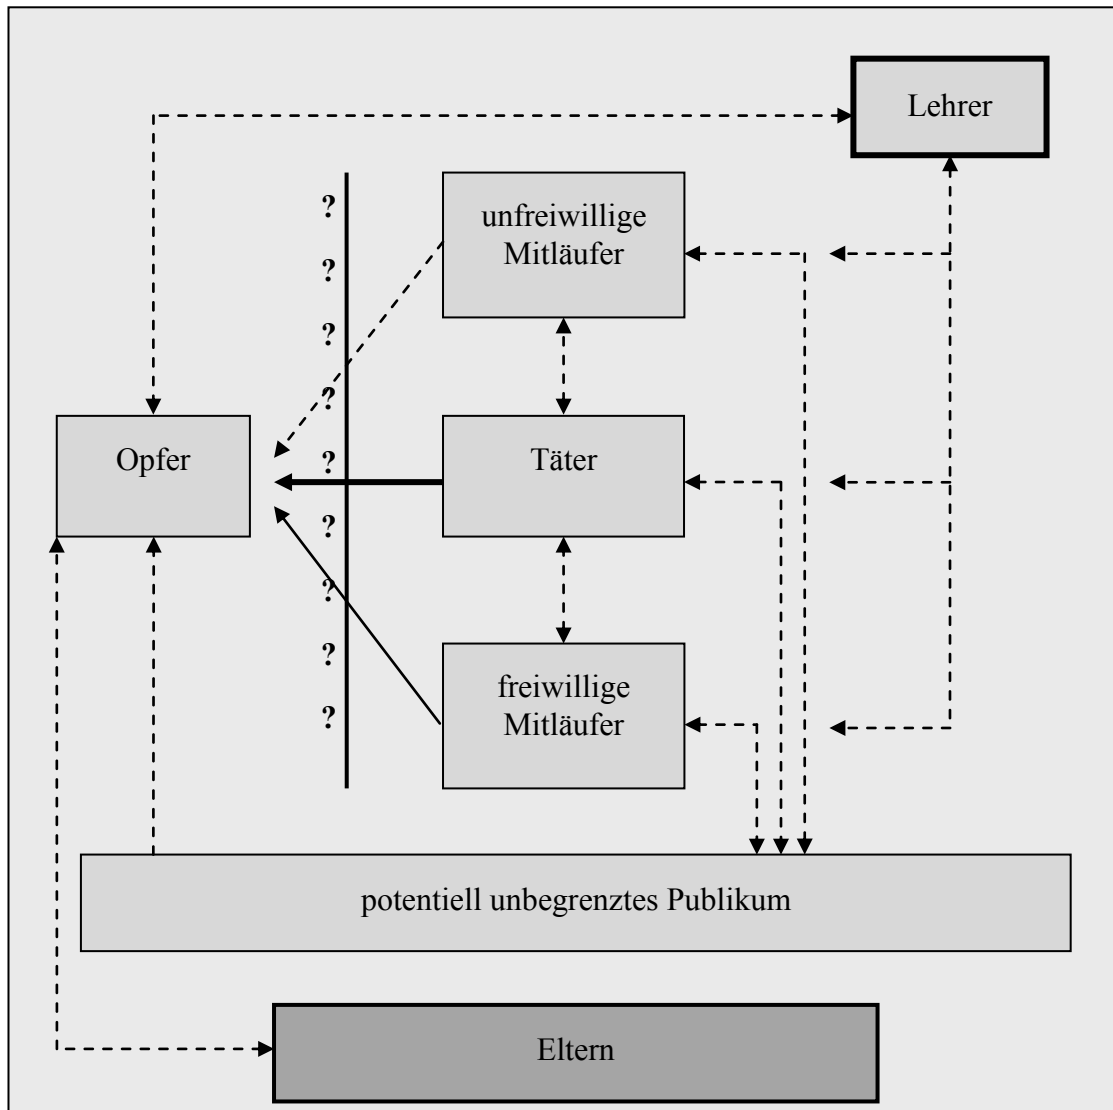 Lehrer
?
unfreiwillige
Mitläufer
?
?
?
Opfer
?
Täter
?
?
?
freiwillige
Mitläufer
?
potentiell unbegrenztes Publikum
Eltern